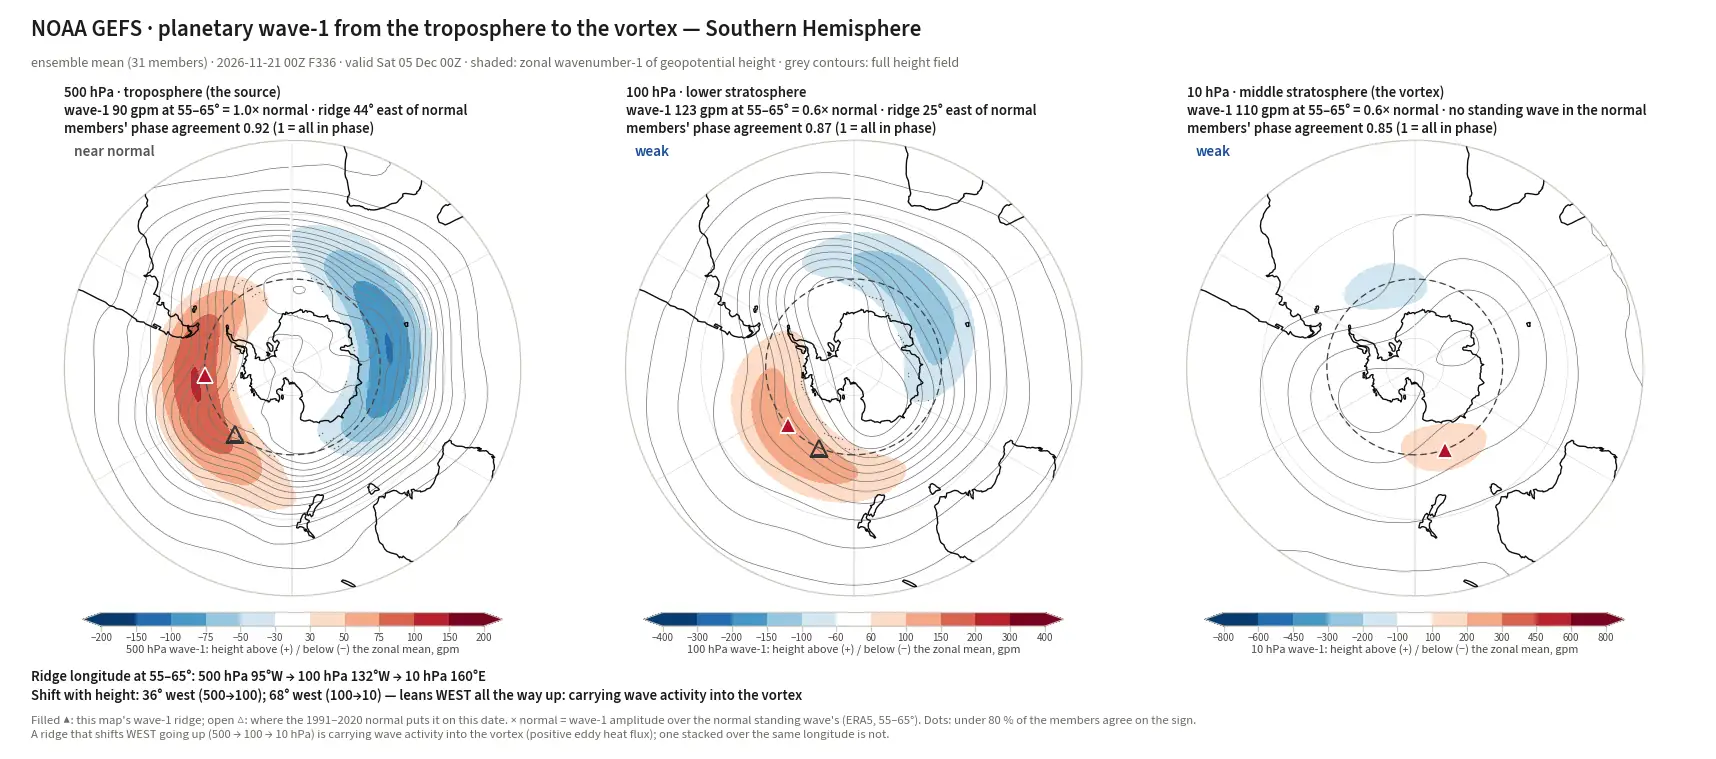 NOAA GEFS · planetary wave-1 from the troposphere to the vortex — Southern Hemisphere
ensemble mean (31 members) · 2026-11-21 00Z F336 · valid Sat 05 Dec 00Z · shaded: zonal wavenumber-1 of geopotential height · grey contours: full height field
500 hPa · troposphere (the source)
wave-1 90 gpm at 55–65° = 1.0× normal · ridge 44° east of normal
members' phase agreement 0.92 (1 = all in phase)
near normal
100 hPa · lower stratosphere
wave-1 123 gpm at 55–65° = 0.6× normal · ridge 25° east of normal
members' phase agreement 0.87 (1 = all in phase)
weak
10 hPa · middle stratosphere (the vortex)
wave-1 110 gpm at 55–65° = 0.6× normal · no standing wave in the normal
members' phase agreement 0.85 (1 = all in phase)
weak
−200 −150 −100 −75 −50 −30 30 50 75 100 150 200
500 hPa wave-1: height above (+) / below (−) the zonal mean, gpm
−400 −300 −200 −150 −100 −60 60 100 150 200 300 400
100 hPa wave-1: height above (+) / below (−) the zonal mean, gpm
−800 −600 −450 −300 −200 −100 100 200 300 450 600 800
10 hPa wave-1: height above (+) / below (−) the zonal mean, gpm
Ridge longitude at 55–65°: 500 hPa 95°W → 100 hPa 132°W → 10 hPa 160°E
Shift with height: 36° west (500→100); 68° west (100→10) — leans WEST all the way up: carrying wave activity into the vortex
Filled ▲: this map's wave-1 ridge; open △: where the 1991–2020 normal puts it on this date. × normal = wave-1 amplitude over the normal standing wave's (ERA5, 55–65°). Dots: under 80 % of the members agree on the sign.
A ridge that shifts WEST going up (500 → 100 → 10 hPa) is carrying wave activity into the vortex (positive eddy heat flux); one stacked over the same longitude is not.